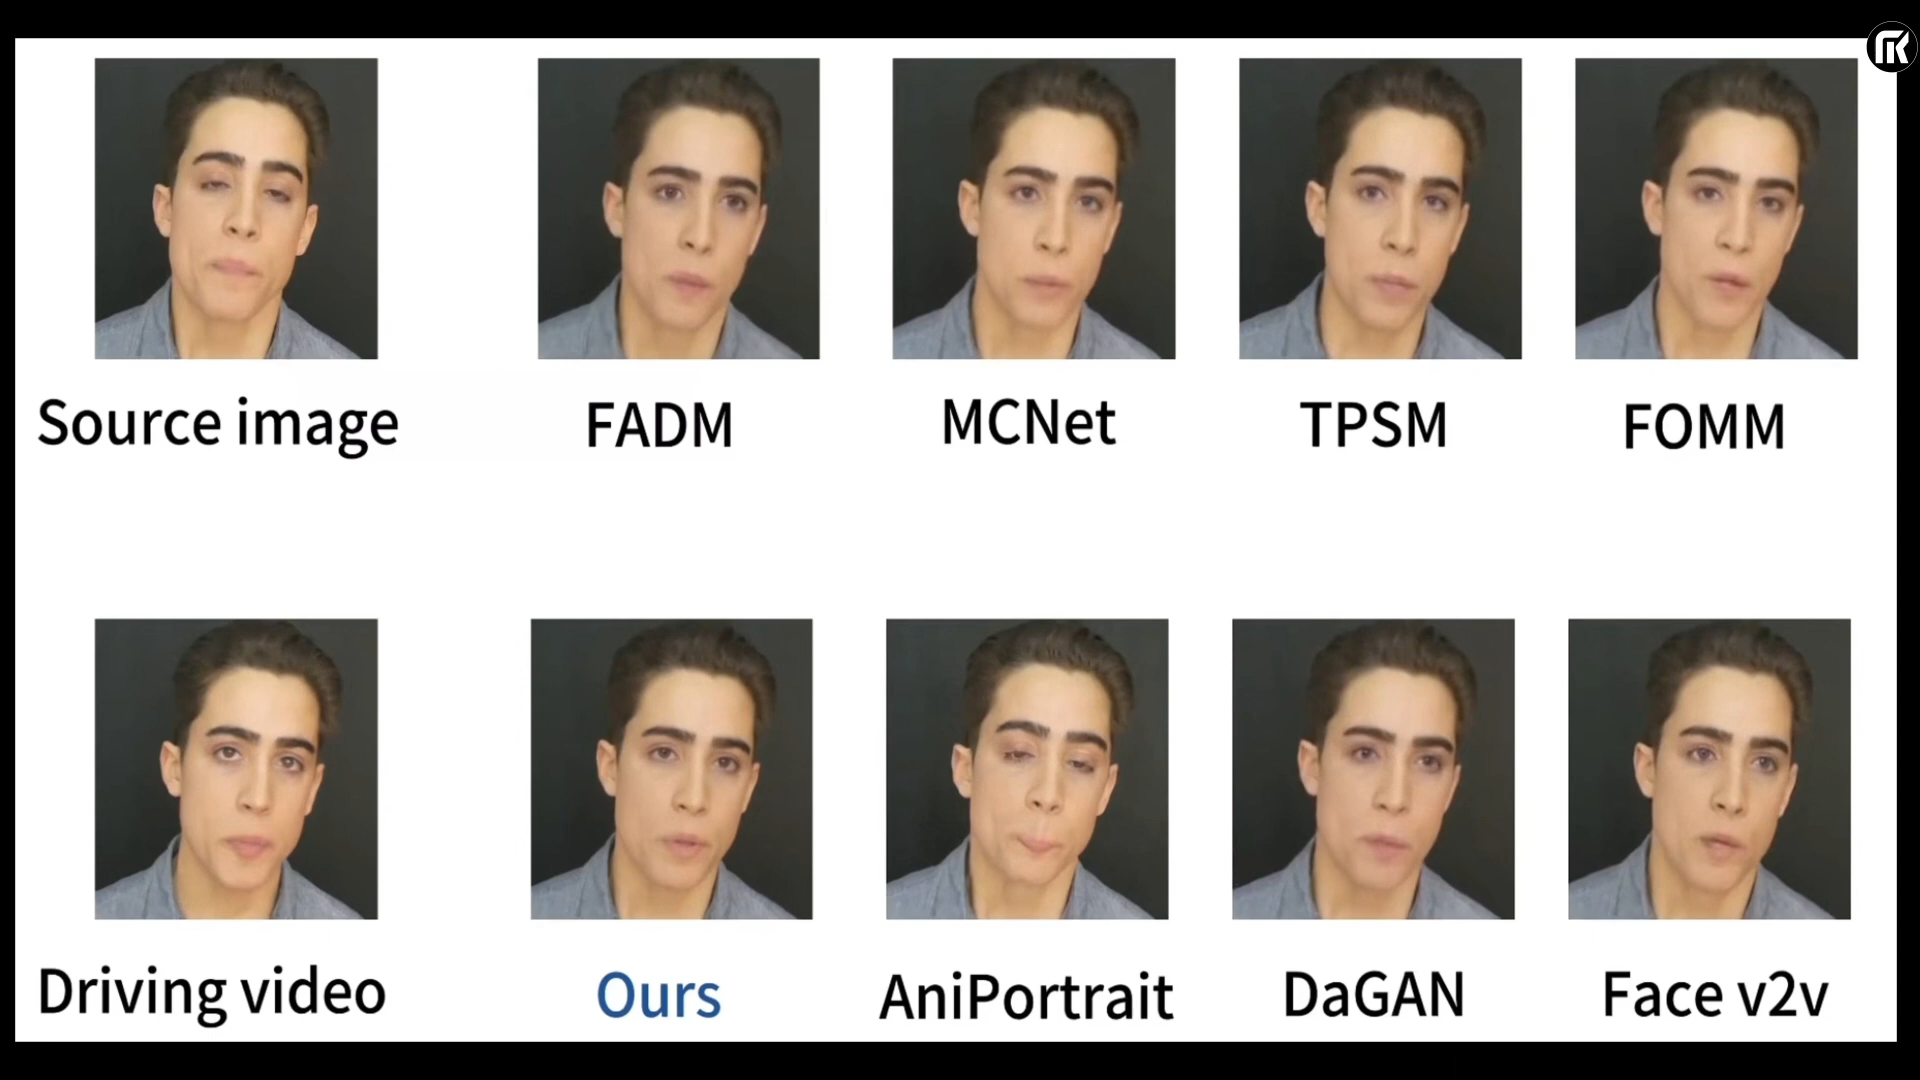 Source image
FADM
MCNet
TPSM
FOMM
Driving video
Ours
AniPortrait
DaGAN
Face v2v